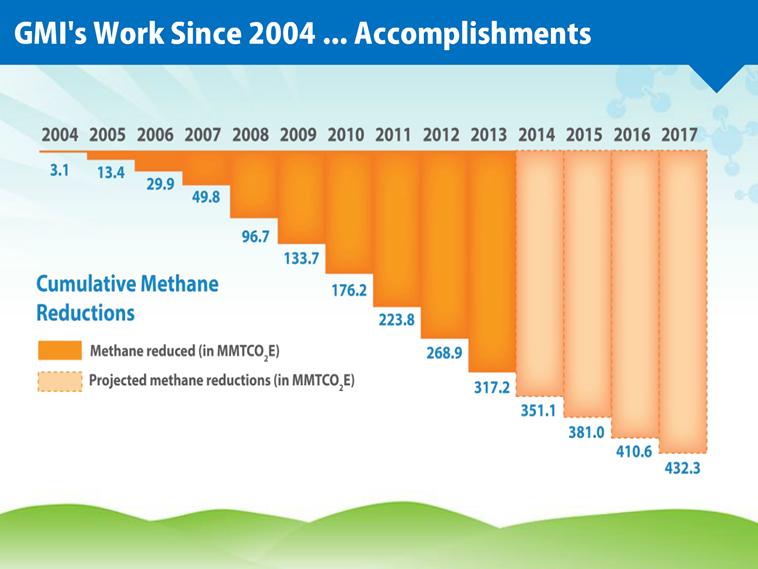 GMI's Work Since 2004 ... Accomplishments
2004 2005 2006 2007 2008 2009 2010 2011 2012 2013 2014 2015 2016 2017
3.1
13.4
29.9
49.8
96.7
133.7
176.2
223.8
268.9
317.2
351.1
381.0
410.6
432.3
Cumulative Methane
Reductions
Methane reduced (in MMTCO₂E)
Projected methane reductions (in MMTCO₂E)